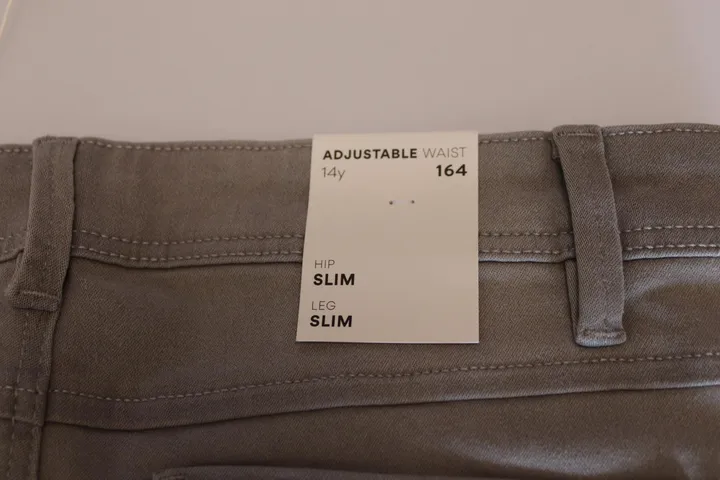 ADJUSTABLE WAIST
14y 164
HIP
SLIM
LEG
SLIM